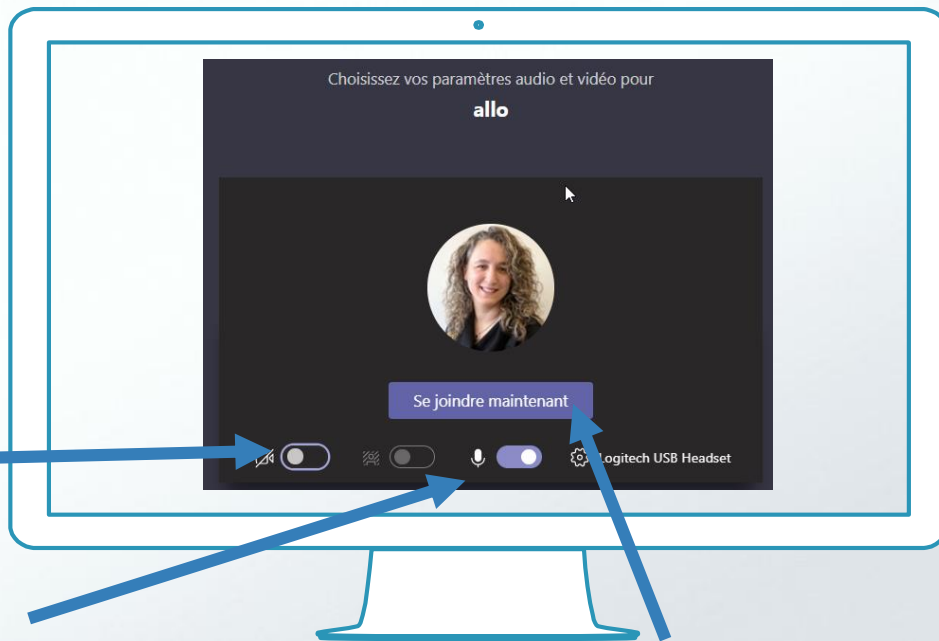 Choisissez vos paramètres audio et vidéo pour
allo
Se joindre maintenant
Logitech USB Headset